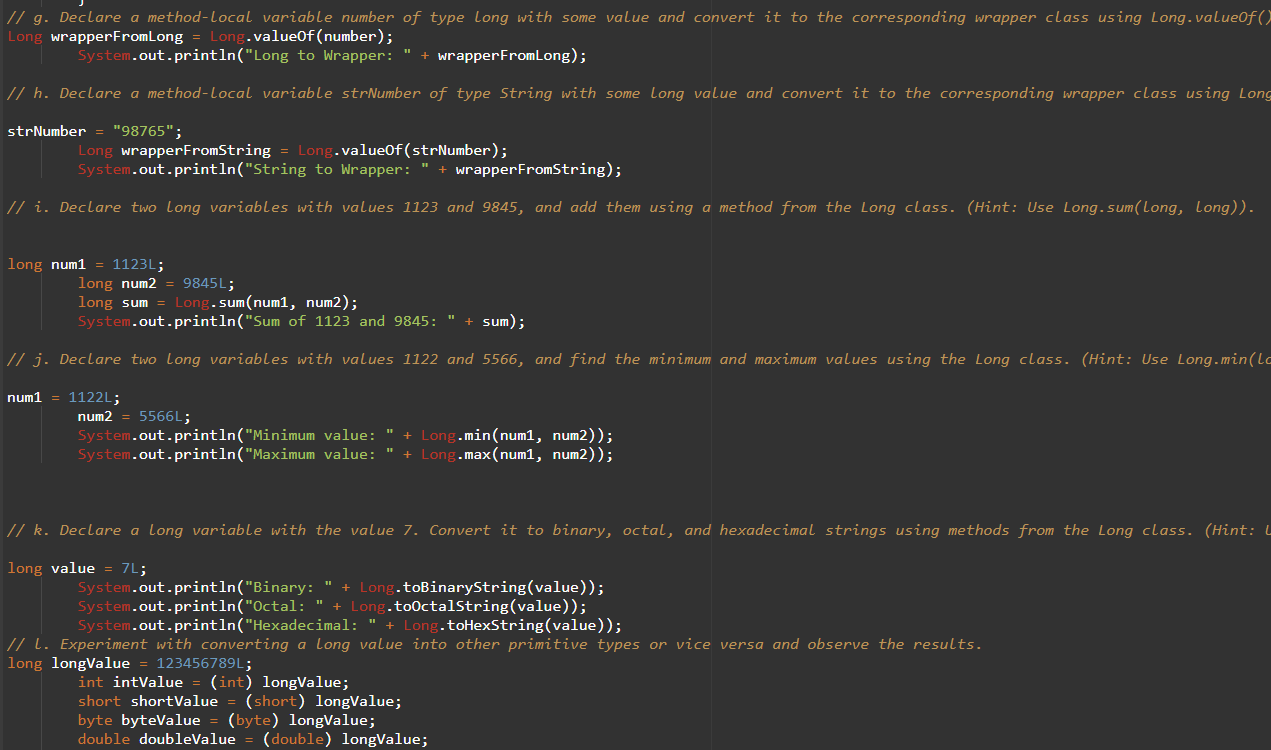 }
// g. Declare a method-local variable number of type long with some value and convert it to the corresponding wrapper class using Long.valueOf()
Long wrapperFromLong = Long.valueOf(number);
System.out.println("Long to Wrapper: " + wrapperFromLong);
// h. Declare a method-local variable strNumber of type String with some long value and convert it to the corresponding wrapper class using Long
strNumber = "98765";
Long wrapperFromString = Long.valueOf(strNumber);
System.out.println("String to Wrapper: " + wrapperFromString);
// i. Declare two long variables with values 1123 and 9845, and add them using a method from the Long class. (Hint: Use Long.sum(long, long)).
long num1 = 1123L;
long num2 = 9845L;
long sum = Long.sum(num1, num2);
System.out.println("Sum of 1123 and 9845: " + sum);
// j. Declare two long variables with values 1122 and 5566, and find the minimum and maximum values using the Long class. (Hint: Use Long.min(lo
num1 = 1122L;
num2 = 5566L;
System.out.println("Minimum value: " + Long.min(num1, num2));
System.out.println("Maximum value: " + Long.max(num1, num2));
// k. Declare a long variable with the value 7. Convert it to binary, octal, and hexadecimal strings using methods from the Long class. (Hint:
long value = 7L;
System.out.println("Binary: " + Long.toBinaryString(value));
System.out.println("Octal: " + Long.toOctalString(value));
System.out.println("Hexadecimal: " + Long.toHexString(value));
// l. Experiment with converting a long value into other primitive types or vice versa and observe the results.
long longValue = 123456789L;
int intValue = (int) longValue;
short shortValue = (short) longValue;
byte byteValue = (byte) longValue;
double doubleValue = (double) longValue;